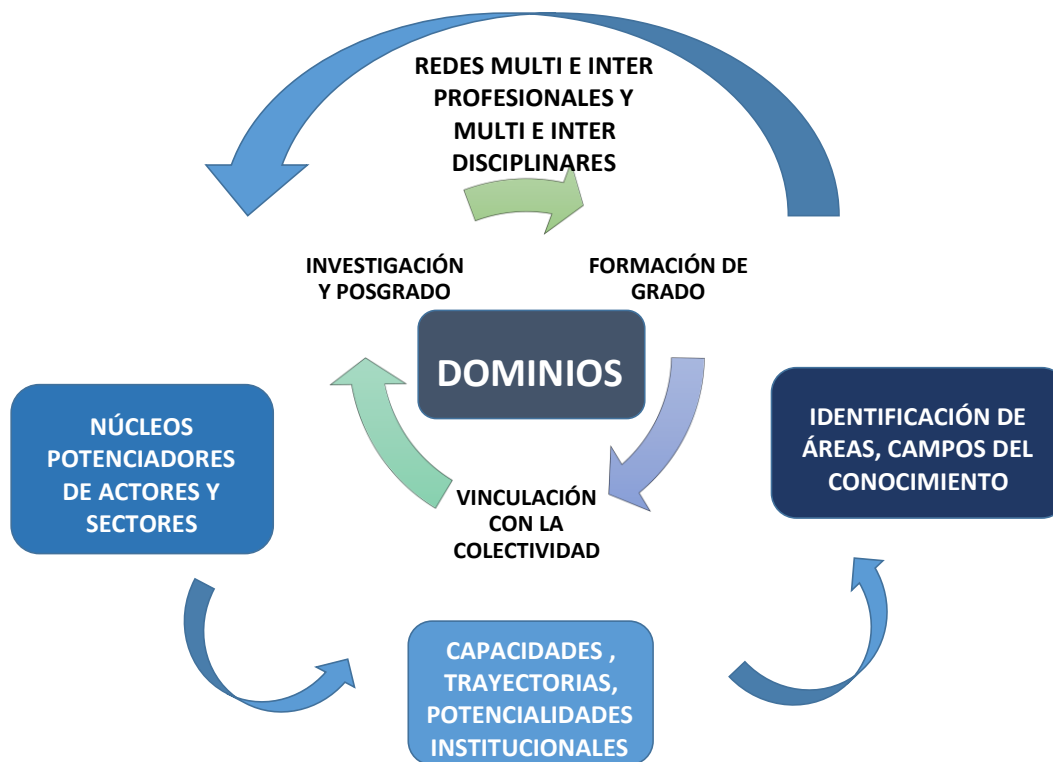 REDES MULTI E INTER
PROFESIONALES Y
MULTI E INTER
DISCIPLINARES
INVESTIGACIÓN
Y POSGRADO
FORMACIÓN DE
GRADO
DOMINIOS
NÚCLEOS
POTENCIADORES
DE ACTORES Y
SECTORES
IDENTIFICACIÓN DE
ÁREAS, CAMPOS DEL
CONOCIMIENTO
VINCULACIÓN
CON LA
COLECTIVIDAD
CAPACIDADES ,
TRAYECTORIAS,
POTENCIALIDADES
INSTITUCIONALES